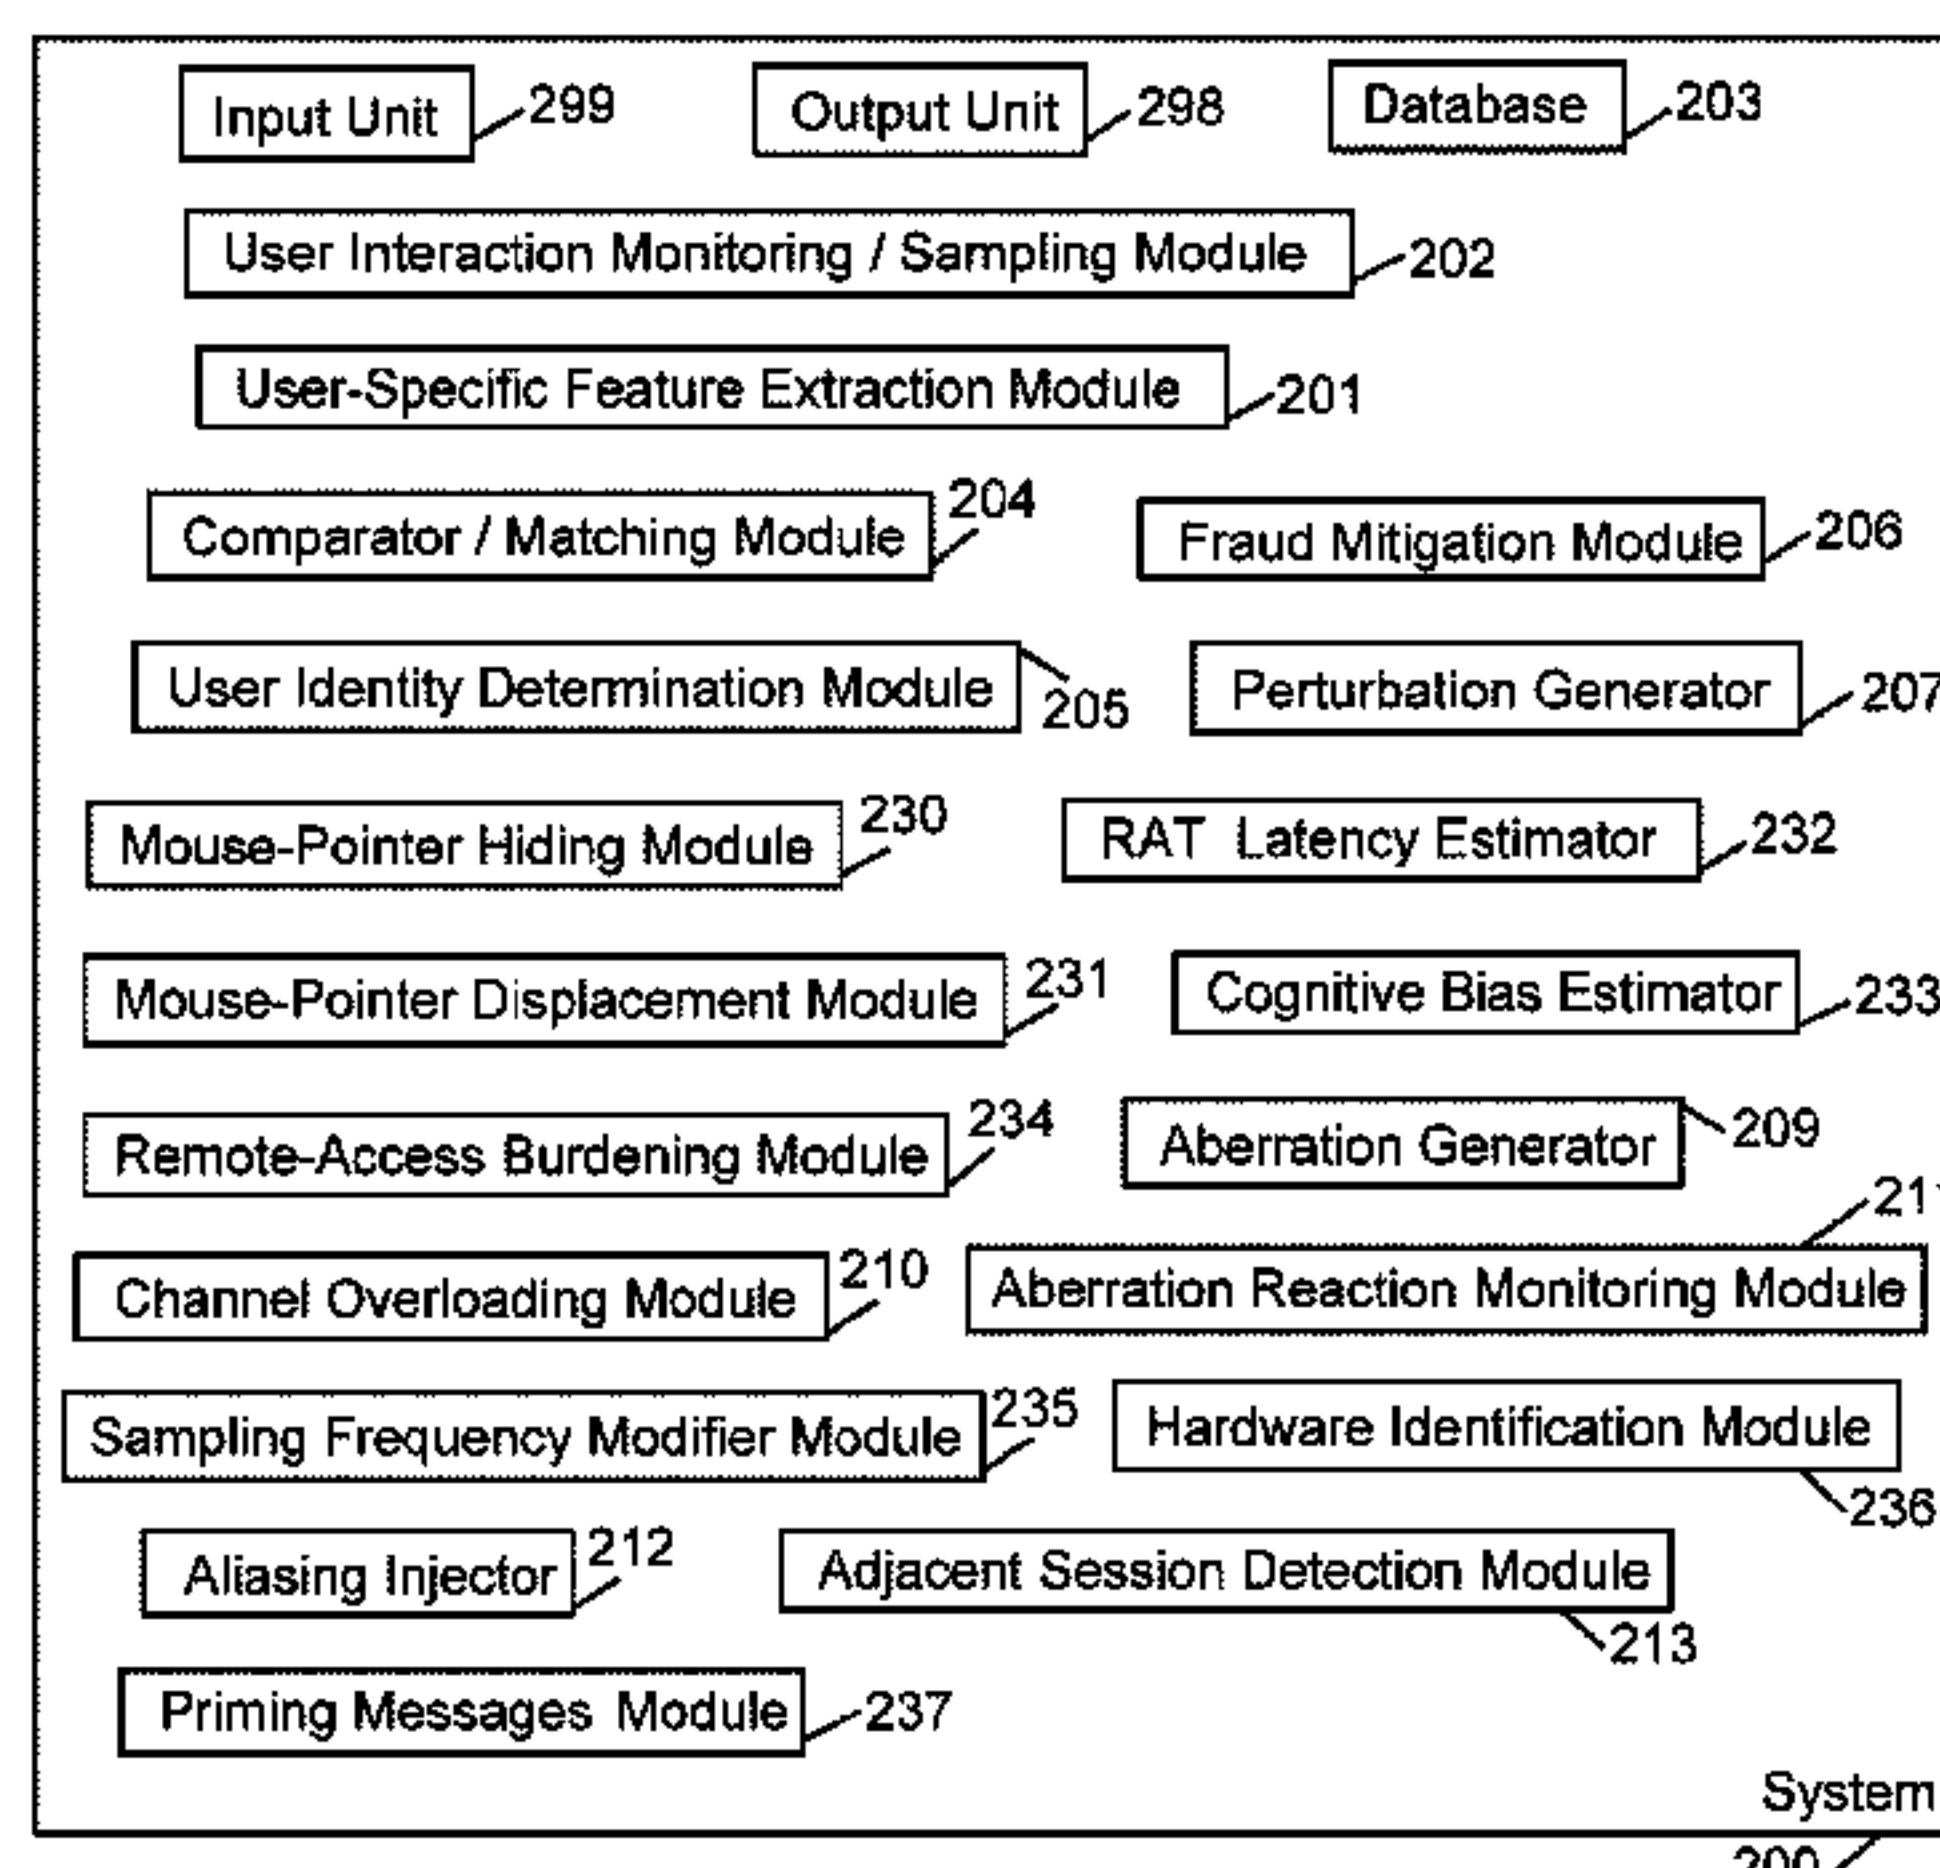 Input Unit 299 Output Unit 298 Database 203
User Interaction Monitoring / Sampling Module 202
User-Specific Feature Extraction Module 201
Comparator / Matching Module 204 Fraud Mitigation Module 206
User Identity Determination Module 205 Perturbation Generator 207
Mouse-Pointer Hiding Module 230 RAT Latency Estimator 232
Mouse-Pointer Displacement Module 231 Cognitive Bias Estimator 233
Remote-Access Burdening Module 234 Aberration Generator 209
Channel Overloading Module 210 Aberration Reaction Monitoring Module
Sampling Frequency Modifier Module 235 Hardware Identification Module 236
Aliasing Injector 212 Adjacent Session Detection Module 213
Priming Messages Module 237
System
200